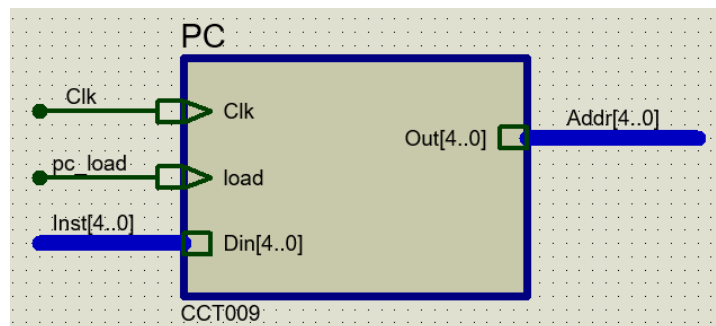 PC
Clk
Clk
Out[4..0]
Addr[4..0]
pc_load
load
Inst[4..0]
Din[4..0]
CCT009